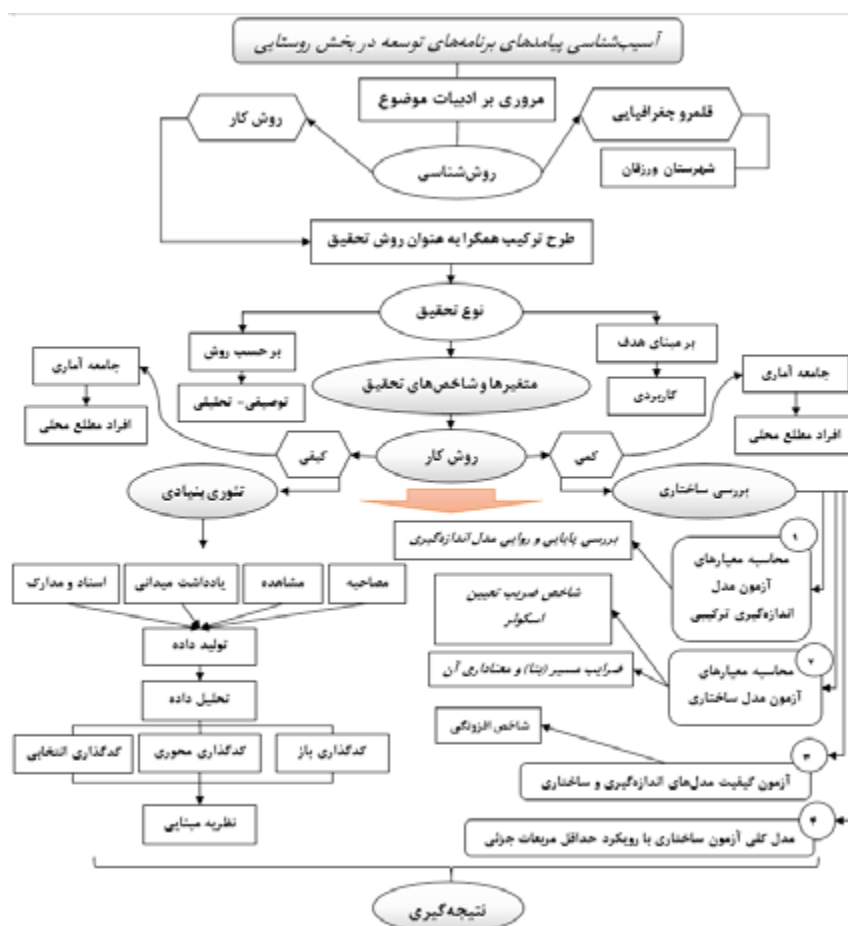 آسیب‌شناسی پیامدهای برنامه‌های توسعه در بخش روستایی
مروری بر ادبیات موضوع
قلمرو جغرافیایی
روش کار
روش‌شناسی
شهرستان ورزقان
طرح ترکیب همگرا به عنوان روش تحقیق
نوع تحقیق
بر مبنای هدف
بر حسب روش
جامعه آماری
جامعه آماری
کاربردی
متغیرها و شاخص‌های تحقیق
توصیفی- تحلیلی
افراد مطلع محلی
افراد مطلع محلی
کمی
روش کار
کیفی
بررسی ساختاری
تئوری بنیادی
۱
محاسبه معیارهای
آزمون مدل
اندازه‌گیری ترکیبی
بررسی پایایی و روایی مدل اندازه‌گیری
مصاحبه
مشاهده
یادداشت میدانی
اسناد و مدارک
شاخص ضریب تعیین
اسکوئر
۲
محاسبه معیارهای
آزمون مدل ساختاری
ضرایب مسیر (بتا) و معناداری آن
تولید داده
تحلیل داده
شاخص افزونگی
کدگذاری باز
کدگذاری محوری
کدگذاری انتخابی
۳
آزمون کیفیت مدل‌های اندازه‌گیری و ساختاری
نظریه مبنایی
۴
مدل کلی آزمون ساختاری با رویکرد حداقل مربعات جزئی
نتیجه‌گیری